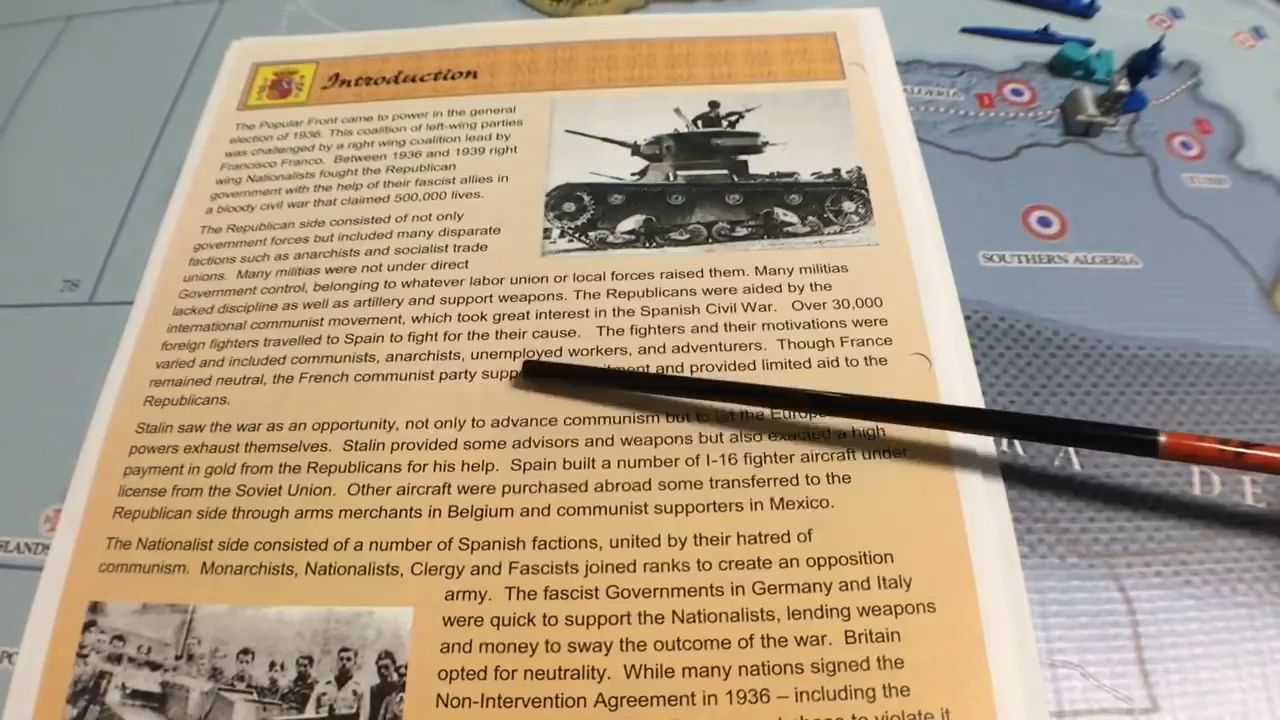 Introduction
The Popular Front came to power in the general
election of 1936. This coalition of left-wing parties
was challenged by a right wing coalition lead by
Francisco Franco. Between 1936 and 1939 right
wing Nationalists fought the Republican
government with the help of their fascist allies in
a bloody civil war that claimed 500,000 lives.
The Republican side consisted of not only
government forces but included many disparate
factions such as anarchists and socialist trade
unions. Many militias were not under direct
Government control, belonging to whatever labor union or local forces raised them. Many militias
lacked discipline as well as artillery and support weapons. The Republicans were aided by the
international communist movement, which took great interest in the Spanish Civil War. Over 30,000
foreign fighters travelled to Spain to fight for the their cause. The fighters and their motivations were
varied and included communists, anarchists, unemployed workers, and adventurers. Though France
remained neutral, the French communist party and provided limited aid to the
Republicans.
Stalin saw the war as an opportunity, not only to advance communism but to let the
powers exhaust themselves. Stalin provided some advisors and weapons but also exacted a high
payment in gold from the Republicans for his help. Spain built a number of I-16 fighter aircraft under
license from the Soviet Union. Other aircraft were purchased abroad some transferred to the
Republican side through arms merchants in Belgium and communist supporters in Mexico.
The Nationalist side consisted of a number of Spanish factions, united by their hatred of
communism. Monarchists, Nationalists, Clergy and Fascists joined ranks to create an opposition
army. The fascist Governments in Germany and Italy
were quick to support the Nationalists, lending weapons
and money to sway the outcome of the war. Britain
opted for neutrality. While many nations signed the
Non-Intervention Agreement in 1936 – including the
to violate it
ALGERIA
1
SOUTHERN ALGERIA
78
DE